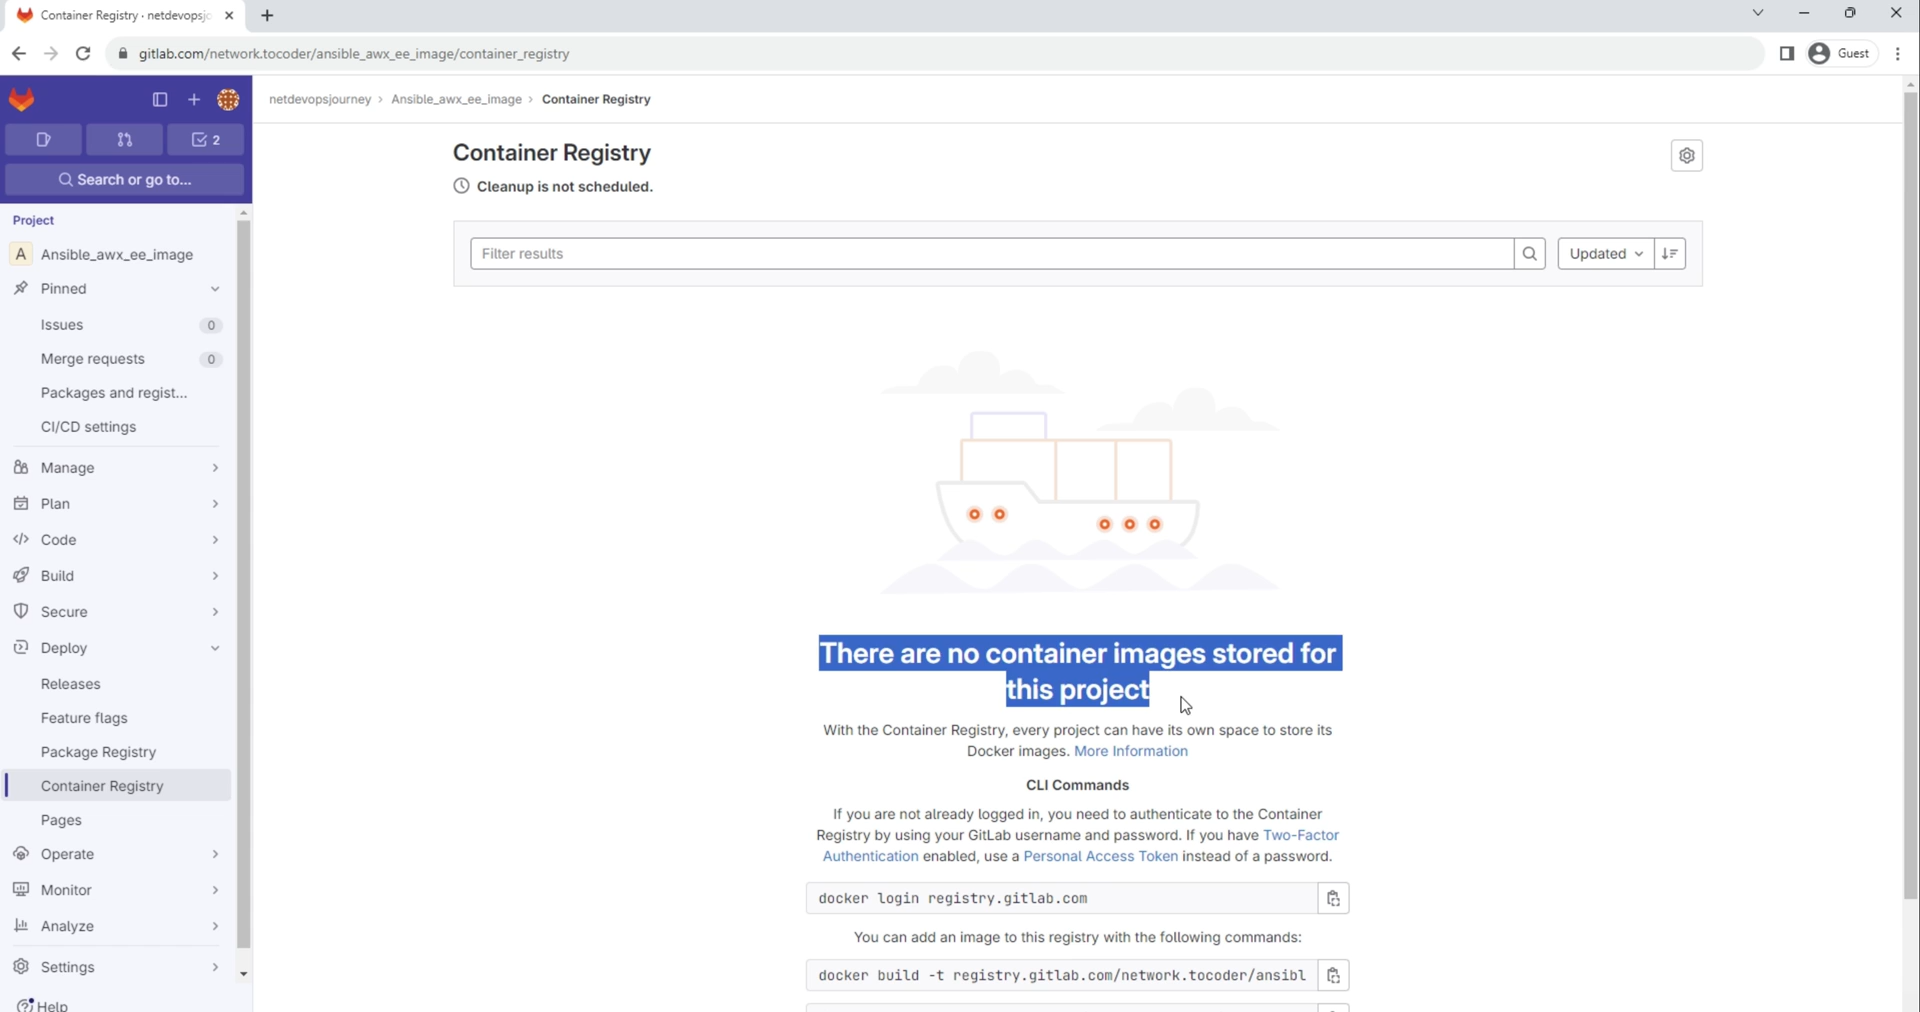 Container Registry · netdevopsjo
gitlab.com/network.tocoder/ansible_awx_ee_image/container_registry
Guest
netdevopsjourney > Ansible_awx_ee_image > Container Registry
2
Search or go to...
Project
A Ansible_awx_ee_image
Pinned
Issues 0
Merge requests 0
Packages and regist...
CI/CD settings
Manage
Plan
Code
Build
Secure
Deploy
Releases
Feature flags
Package Registry
Container Registry
Pages
Operate
Monitor
Analyze
Settings
Help
Container Registry
Cleanup is not scheduled.
Filter results
Updated
There are no container images stored for
this project
With the Container Registry, every project can have its own space to store its
Docker images. More Information
CLI Commands
If you are not already logged in, you need to authenticate to the Container
Registry by using your GitLab username and password. If you have Two-Factor
Authentication enabled, use a Personal Access Token instead of a password.
docker login registry.gitlab.com
You can add an image to this registry with the following commands:
docker build -t registry.gitlab.com/network.tocoder/ansibl